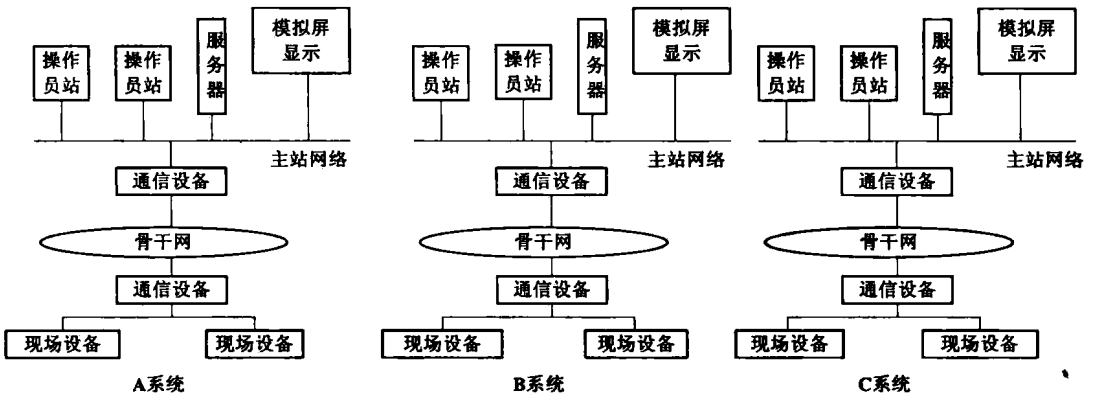 操作
员站
操作
员站
服
务
器
模拟屏
显示
主站网络
通信设备
骨干网
通信设备
现场设备
现场设备
A系统
操作
员站
操作
员站
服
务
器
模拟屏
显示
主站网络
通信设备
骨干网
通信设备
现场设备
现场设备
B系统
操作
员站
操作
员站
服
务
器
模拟屏
显示
主站网络
通信设备
骨干网
通信设备
现场设备
现场设备
C系统